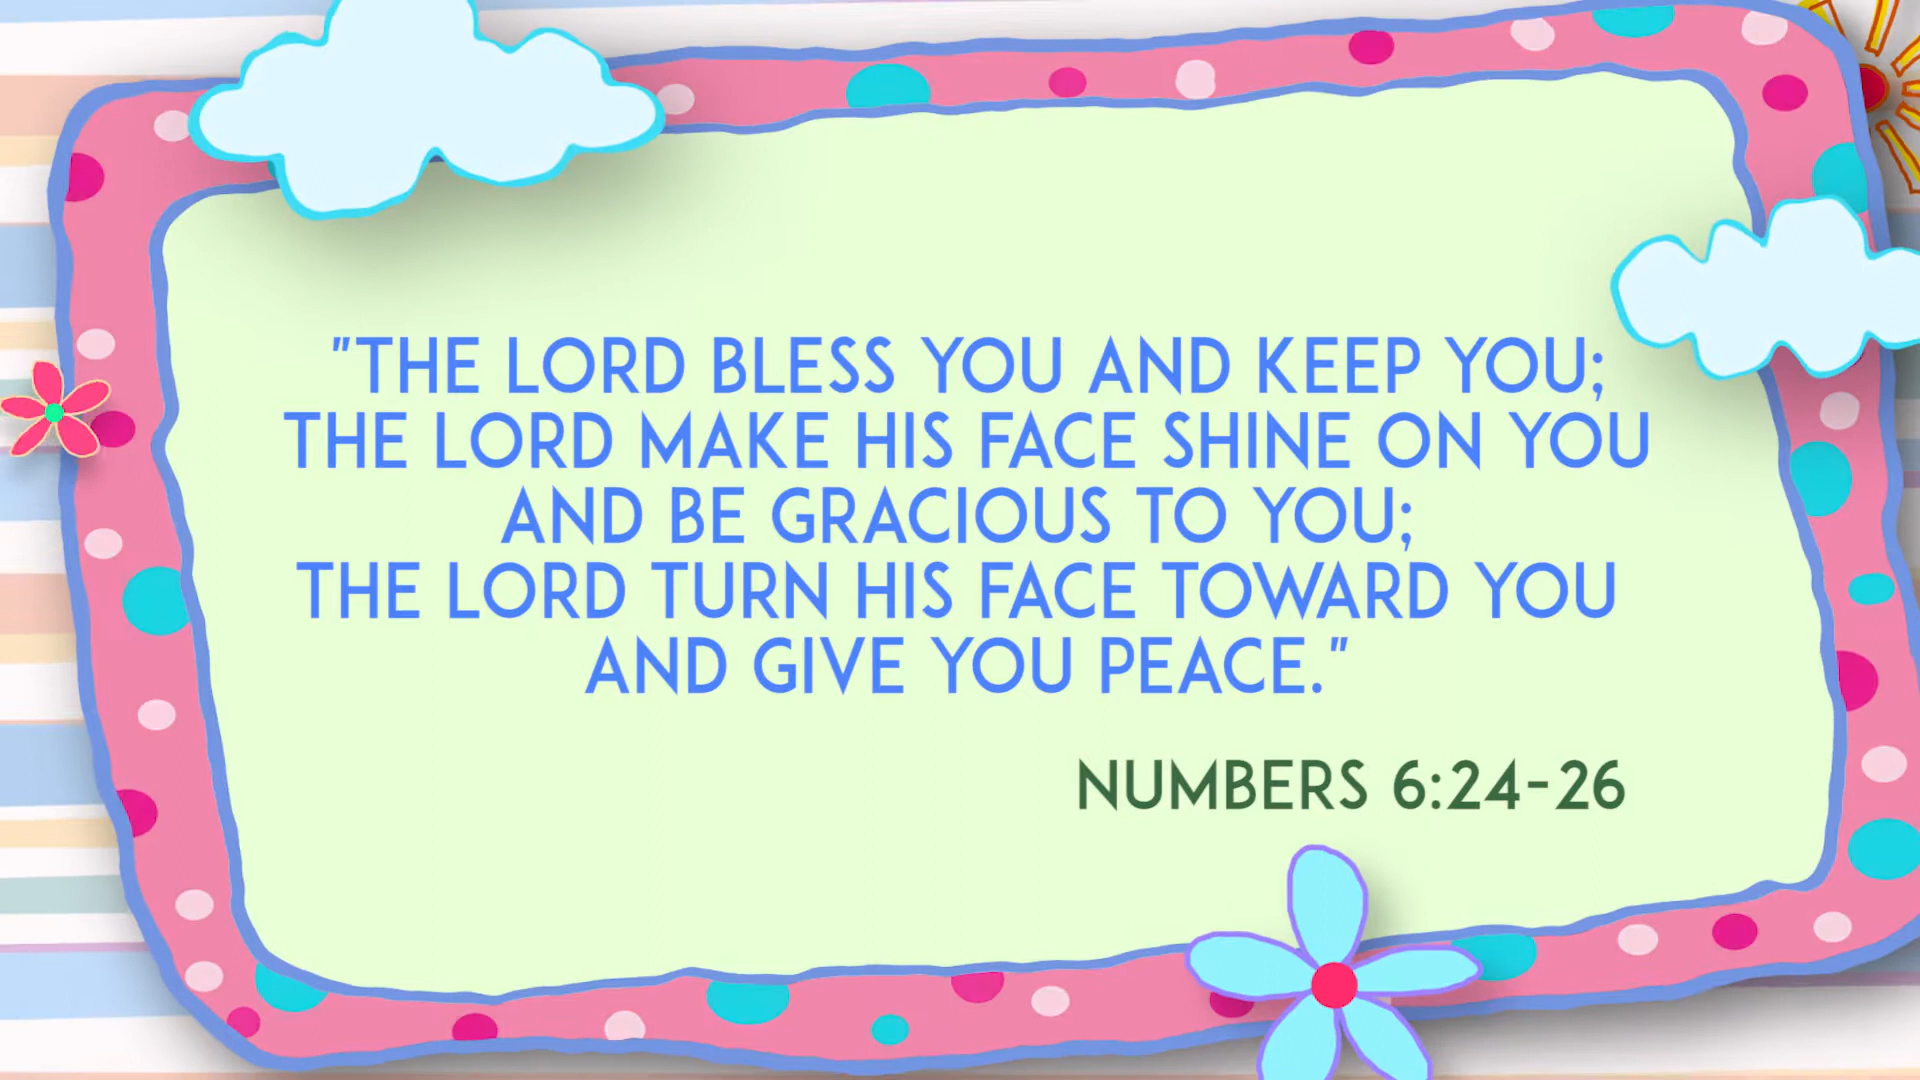 "THE LORD BLESS YOU AND KEEP YOU;
THE LORD MAKE HIS FACE SHINE ON YOU
AND BE GRACIOUS TO YOU;
THE LORD TURN HIS FACE TOWARD YOU
AND GIVE YOU PEACE."
NUMBERS 6:24-26